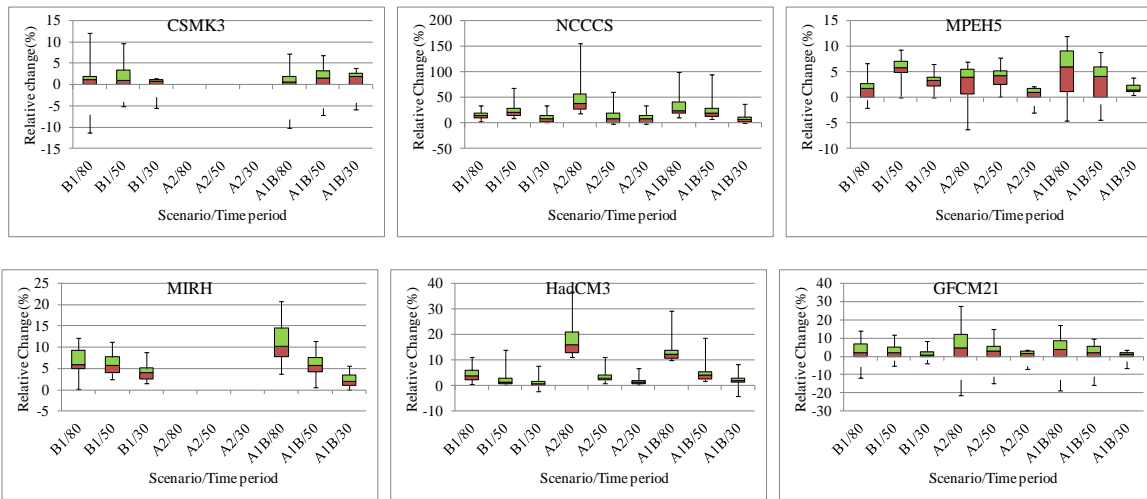 CSMK3
Relative change(%)
15
10
5
0
-5
-10
-15
B1/80
B1/50
B1/30
A2/80
A2/50
A2/30
A1B/80
A1B/50
A1B/30
Scenario/Time period
NCCCS
Relative Change (%)
200
150
100
50
0
-50
B1/80
B1/50
B1/30
A2/80
A2/50
A2/30
A1B/80
A1B/50
A1B/30
Scenario/Time period
MPEH5
Relative Change (%)
15
10
5
0
-5
-10
B1/80
B1/50
B1/30
A2/80
A2/50
A2/30
A1B/80
A1B/50
A1B/30
Scenario/Time period
MIRH
Relative Change (%)
25
20
15
10
5
0
-5
B1/80
B1/50
B1/30
A2/80
A2/50
A2/30
A1B/80
A1B/50
A1B/30
Scenario/Time period
HadCM3
Relative Change (%)
40
30
20
10
0
-10
B1/80
B1/50
B1/30
A2/80
A2/50
A2/30
A1B/80
A1B/50
A1B/30
Scenario/Time period
GFCM21
Relative Change (%)
40
30
20
10
0
-10
-20
-30
B1/80
B1/50
B1/30
A2/80
A2/50
A2/30
A1B/80
A1B/50
A1B/30
Scenario/Time period